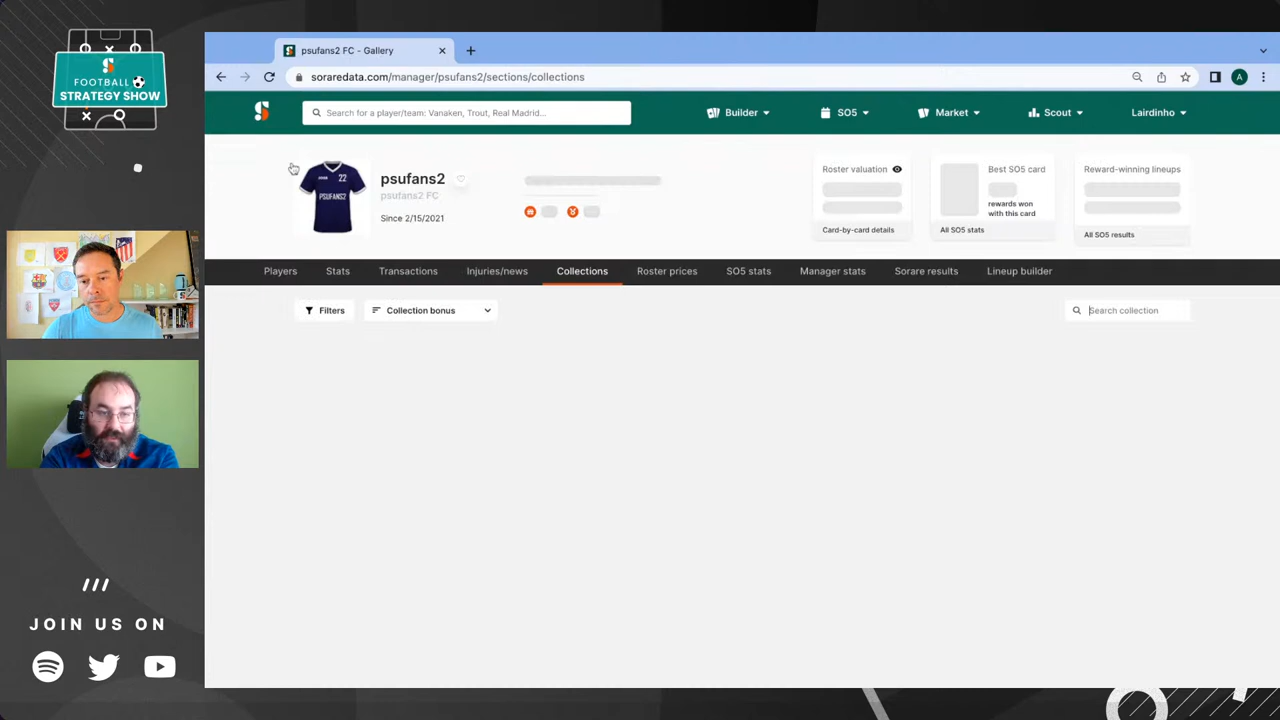 FOOTBALL
STRATEGY SHOW
JOIN US ON
psufans2 FC - Gallery
soraredata.com/manager/psufans2/sections/collections
A
Search for a player/team: Vanaken, Trout, Real Madrid...
Builder
SO5
Market
Scout
Lairdinho
22
PSUFANS2
psufans2
psufans2 FC
Since 2/15/2021
Roster valuation
Card-by-card details
Best SO5 card
rewards won
with this card
All SO5 stats
Reward-winning lineups
All SO5 results
Players
Stats
Transactions
Injuries/news
Collections
Roster prices
SO5 stats
Manager stats
Sorare results
Lineup builder
Filters
Collection bonus
Search collection